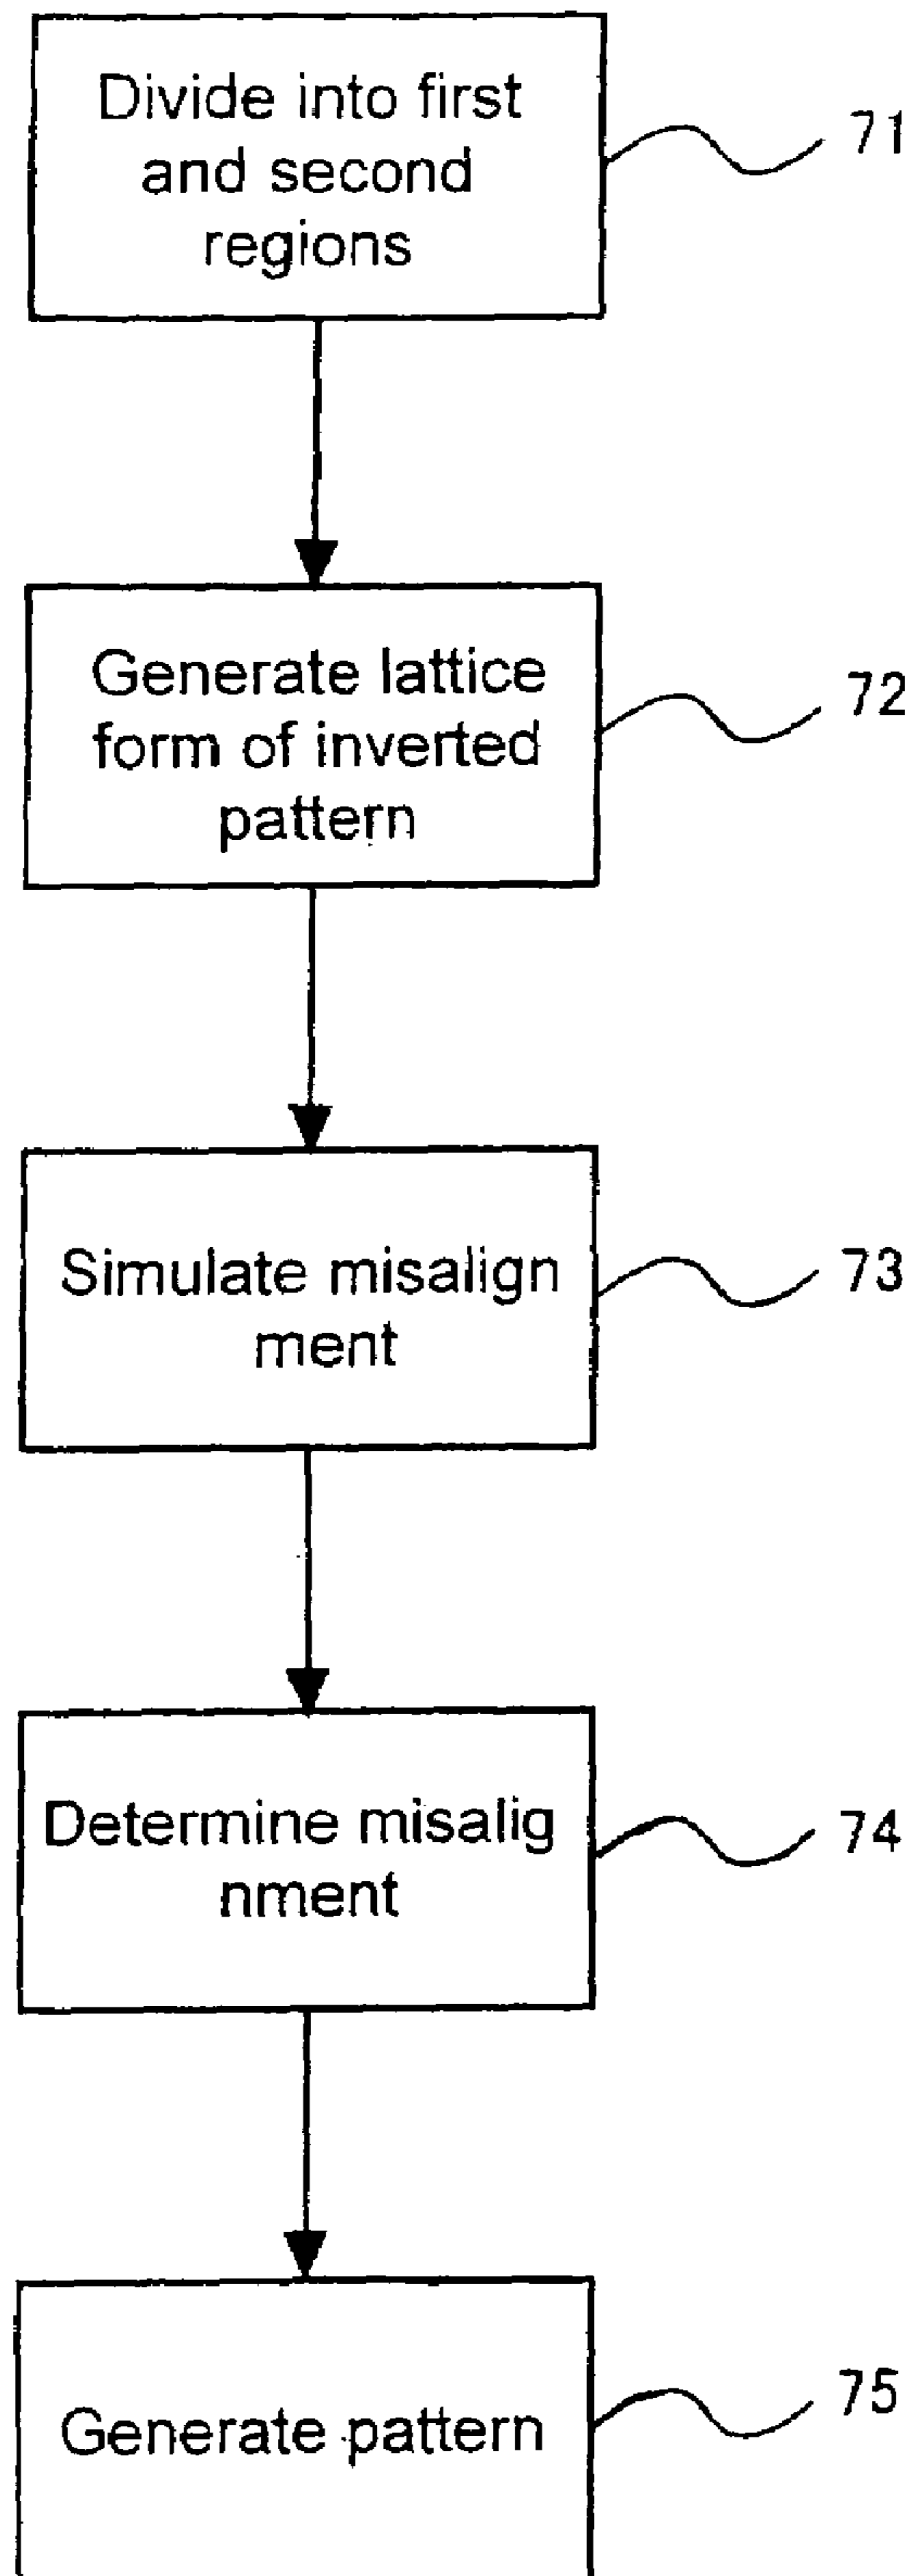 Divide into first
and second
regions
71
Generate lattice
form of inverted
pattern
72
Simulate misalign
ment
73
Determine misalig
nment
74
Generate pattern
75